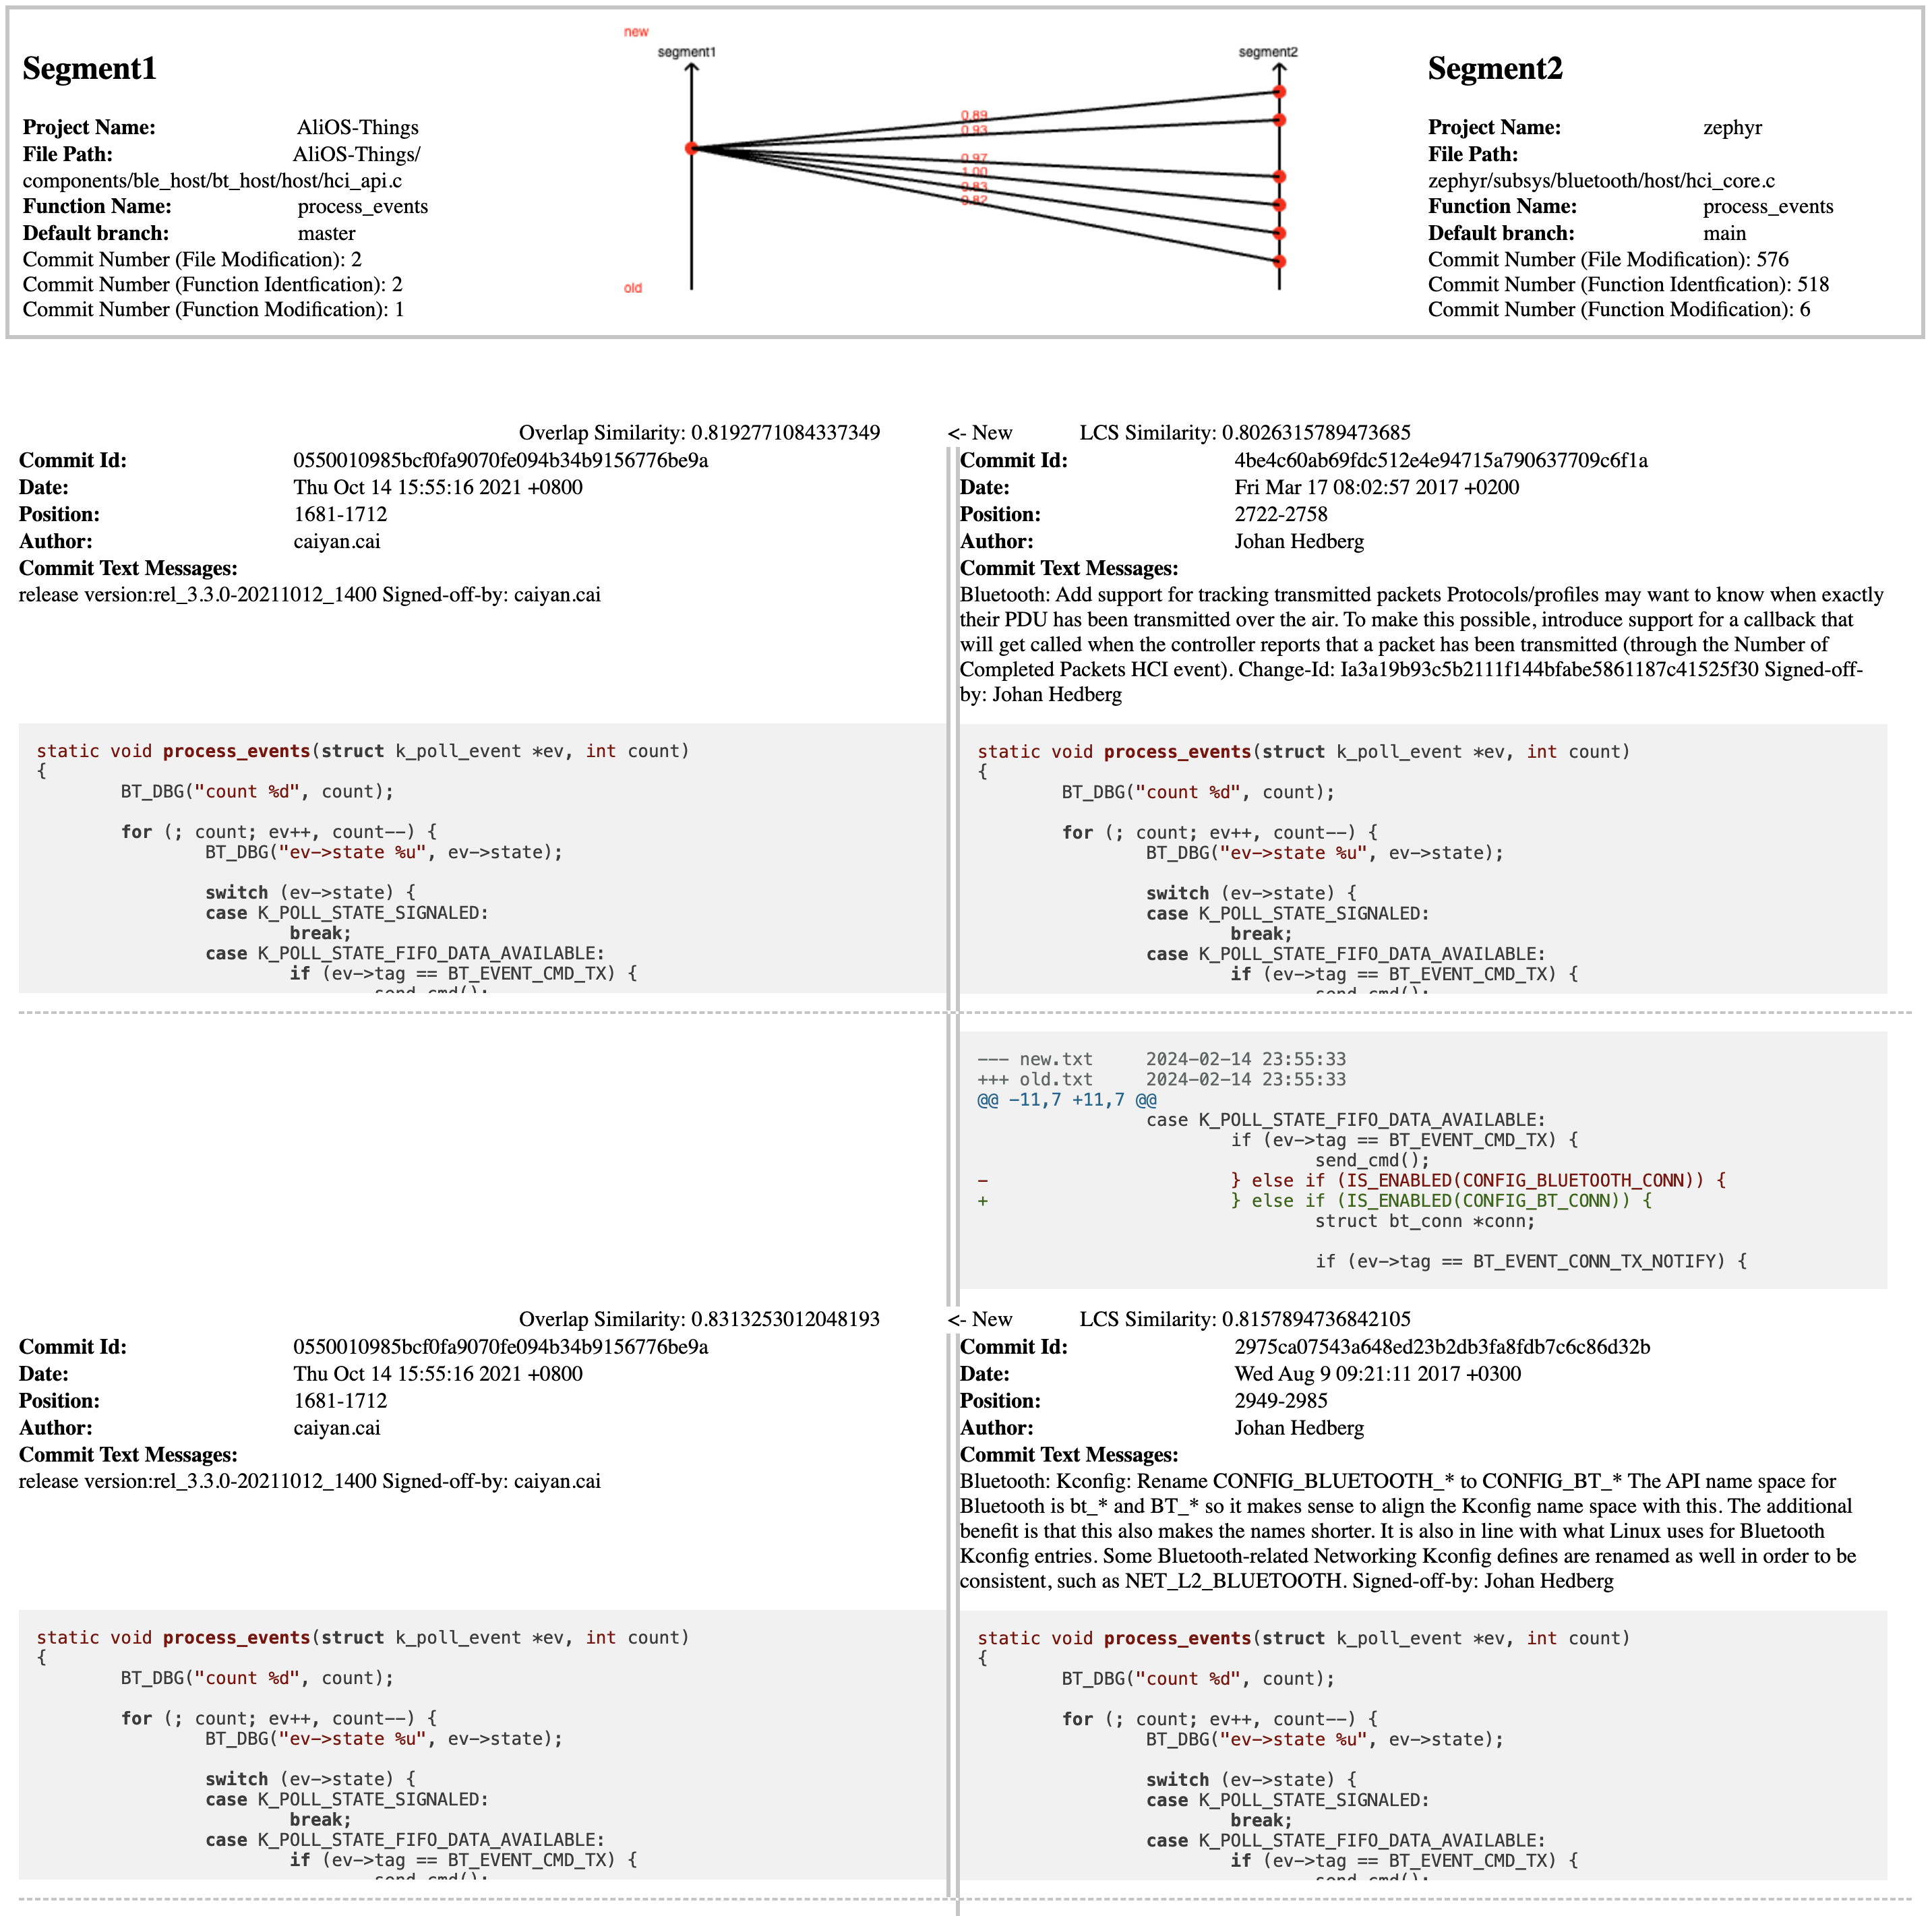 new
segment1
segment2
0.89
0.93
0.97
1.00
0.83
0.82
old
Segment1
Project Name: AliOS-Things
File Path: AliOS-Things/
components/ble_host/bt_host/host/hci_api.c
Function Name: process_events
Default branch: master
Commit Number (File Modification): 2
Commit Number (Function Identfication): 2
Commit Number (Function Modification): 1
Segment2
Project Name: zephyr
File Path:
zephyr/subsys/bluetooth/host/hci_core.c
Function Name: process_events
Default branch: main
Commit Number (File Modification): 576
Commit Number (Function Identfication): 518
Commit Number (Function Modification): 6
Overlap Similarity: 0.8192771084337349 <- New LCS Similarity: 0.8026315789473685
Commit Id: 0550010985bcf0fa9070fe094b34b9156776be9a
Date: Thu Oct 14 15:55:16 2021 +0800
Position: 1681-1712
Author: caiyan.cai
Commit Text Messages:
release version:rel_3.3.0-20211012_1400 Signed-off-by: caiyan.cai
Commit Id: 4be4c60ab69fdc512e4e94715a790637709c6f1a
Date: Fri Mar 17 08:02:57 2017 +0200
Position: 2722-2758
Author: Johan Hedberg
Commit Text Messages:
Bluetooth: Add support for tracking transmitted packets Protocols/profiles may want to know when exactly
their PDU has been transmitted over the air. To make this possible, introduce support for a callback that
will get called when the controller reports that a packet has been transmitted (through the Number of
Completed Packets HCI event). Change-Id: Ia3a19b93c5b2111f144bfabe5861187c41525f30 Signed-off-
by: Johan Hedberg
static void process_events(struct k_poll_event *ev, int count)
{
BT_DBG("count %d", count);
for (; count; ev++, count--) {
BT_DBG("ev->state %u", ev->state);
switch (ev->state) {
case K_POLL_STATE_SIGNALED:
break;
case K_POLL_STATE_FIFO_DATA_AVAILABLE:
if (ev->tag == BT_EVENT_CMD_TX) {
send_cmd();
static void process_events(struct k_poll_event *ev, int count)
{
BT_DBG("count %d", count);
for (; count; ev++, count--) {
BT_DBG("ev->state %u", ev->state);
switch (ev->state) {
case K_POLL_STATE_SIGNALED:
break;
case K_POLL_STATE_FIFO_DATA_AVAILABLE:
if (ev->tag == BT_EVENT_CMD_TX) {
send_cmd();
--- new.txt 2024-02-14 23:55:33
+++ old.txt 2024-02-14 23:55:33
@@ -11,7 +11,7 @@
case K_POLL_STATE_FIFO_DATA_AVAILABLE:
if (ev->tag == BT_EVENT_CMD_TX) {
send_cmd();
- } else if (IS_ENABLED(CONFIG_BLUETOOTH_CONN)) {
+ } else if (IS_ENABLED(CONFIG_BT_CONN)) {
struct bt_conn *conn;
if (ev->tag == BT_EVENT_CONN_TX_NOTIFY) {
Overlap Similarity: 0.8313253012048193 <- New LCS Similarity: 0.8157894736842105
Commit Id: 0550010985bcf0fa9070fe094b34b9156776be9a
Date: Thu Oct 14 15:55:16 2021 +0800
Position: 1681-1712
Author: caiyan.cai
Commit Text Messages:
release version:rel_3.3.0-20211012_1400 Signed-off-by: caiyan.cai
Commit Id: 2975ca07543a648ed23b2db3fa8fdb7c6c86d32b
Date: Wed Aug 9 09:21:11 2017 +0300
Position: 2949-2985
Author: Johan Hedberg
Commit Text Messages:
Bluetooth: Kconfig: Rename CONFIG_BLUETOOTH_* to CONFIG_BT_* The API name space for
Bluetooth is bt_* and BT_* so it makes sense to align the Kconfig name space with this. The additional
benefit is that this also makes the names shorter. It is also in line with what Linux uses for Bluetooth
Kconfig entries. Some Bluetooth-related Networking Kconfig defines are renamed as well in order to be
consistent, such as NET_L2_BLUETOOTH. Signed-off-by: Johan Hedberg
static void process_events(struct k_poll_event *ev, int count)
{
BT_DBG("count %d", count);
for (; count; ev++, count--) {
BT_DBG("ev->state %u", ev->state);
switch (ev->state) {
case K_POLL_STATE_SIGNALED:
break;
case K_POLL_STATE_FIFO_DATA_AVAILABLE:
if (ev->tag == BT_EVENT_CMD_TX) {
send_cmd();
static void process_events(struct k_poll_event *ev, int count)
{
BT_DBG("count %d", count);
for (; count; ev++, count--) {
BT_DBG("ev->state %u", ev->state);
switch (ev->state) {
case K_POLL_STATE_SIGNALED:
break;
case K_POLL_STATE_FIFO_DATA_AVAILABLE:
if (ev->tag == BT_EVENT_CMD_TX) {
send_cmd();